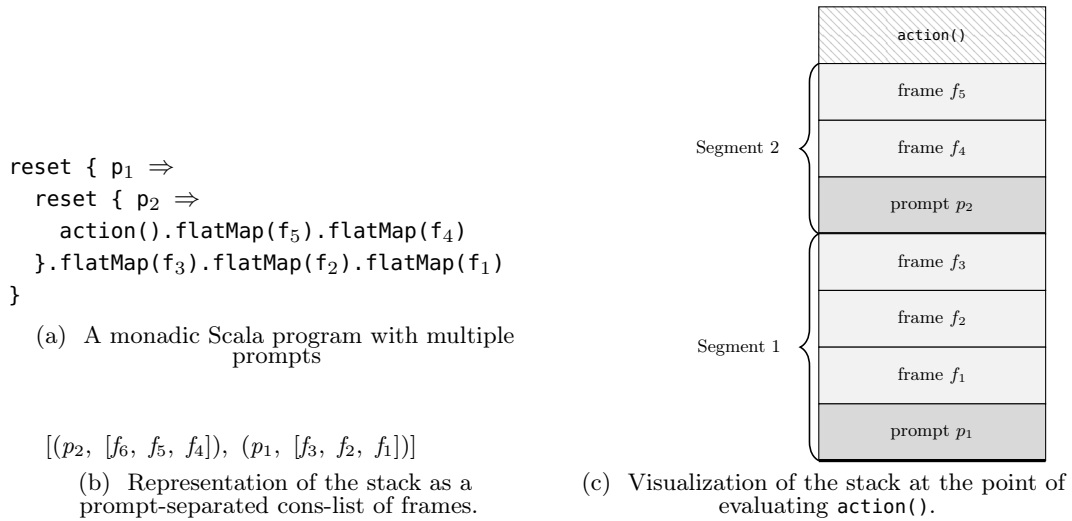 reset { p₁ ⇒
reset { p₂ ⇒
action().flatMap(f₅).flatMap(f₄)
}.flatMap(f₃).flatMap(f₂).flatMap(f₁)
}
(a) A monadic Scala program with multiple
prompts
[(p₂, [f₆, f₅, f₄]), (p₁, [f₃, f₂, f₁])]
(b) Representation of the stack as a
prompt-separated cons-list of frames.
action()
frame f₅
Segment 2
frame f₄
prompt p₂
frame f₃
frame f₂
Segment 1
frame f₁
prompt p₁
(c) Visualization of the stack at the point of
evaluating action().